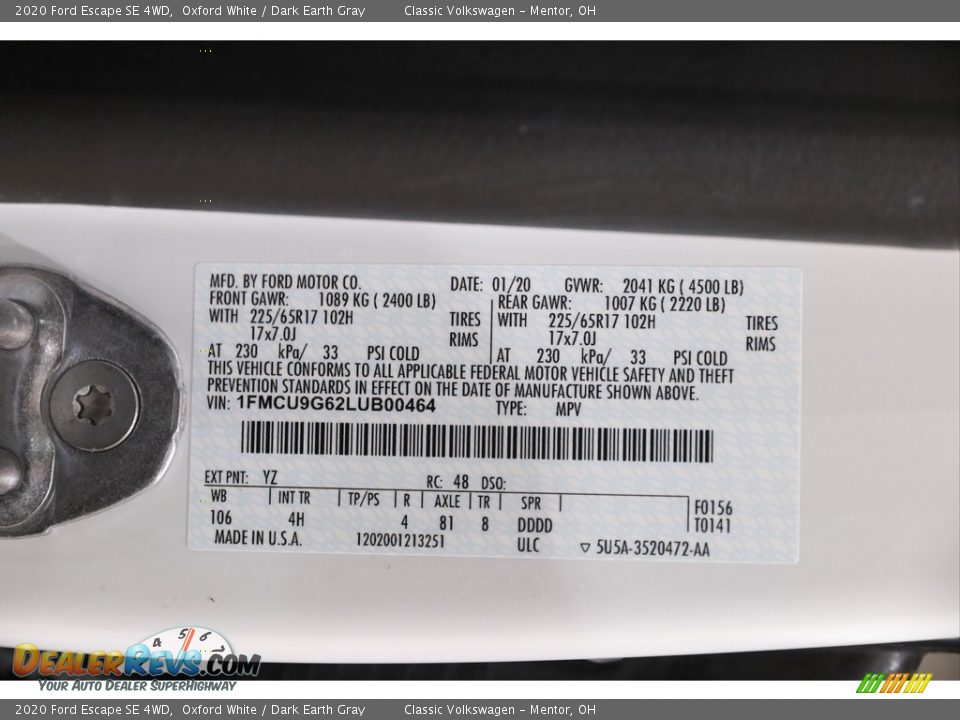 2020 Ford Escape SE 4WD, Oxford White / Dark Earth Gray Classic Volkswagen - Mentor, OH
MFD. BY FORD MOTOR CO. DATE: 01/20 GVWR: 2041 KG ( 4500 LB)
FRONT GAWR: 1089 KG ( 2400 LB) REAR GAWR: 1007 KG ( 2220 LB)
WITH 225/65R17 102H TIRES WITH 225/65R17 102H TIRES
17x7.0J RIMS 17x7.0J RIMS
AT 230 kPa/ 33 PSI COLD AT 230 kPa/ 33 PSI COLD
THIS VEHICLE CONFORMS TO ALL APPLICABLE FEDERAL MOTOR VEHICLE SAFETY AND THEFT
PREVENTION STANDARDS IN EFFECT ON THE DATE OF MANUFACTURE SHOWN ABOVE.
VIN: 1FMCU9G62LUB00464 TYPE: MPV
EXT PNT: YZ RC: 48 DSO:
WB INT TR TP/PS R AXLE TR SPR F0156
106 4H 4 81 8 DDDD T0141
MADE IN U.S.A. 1202001213251 ULC 5U5A-3520472-AA
4 5 6 7
DEALERREVS.COM
YOUR AUTO DEALER SUPERHIGHWAY
2020 Ford Escape SE 4WD, Oxford White / Dark Earth Gray Classic Volkswagen - Mentor, OH